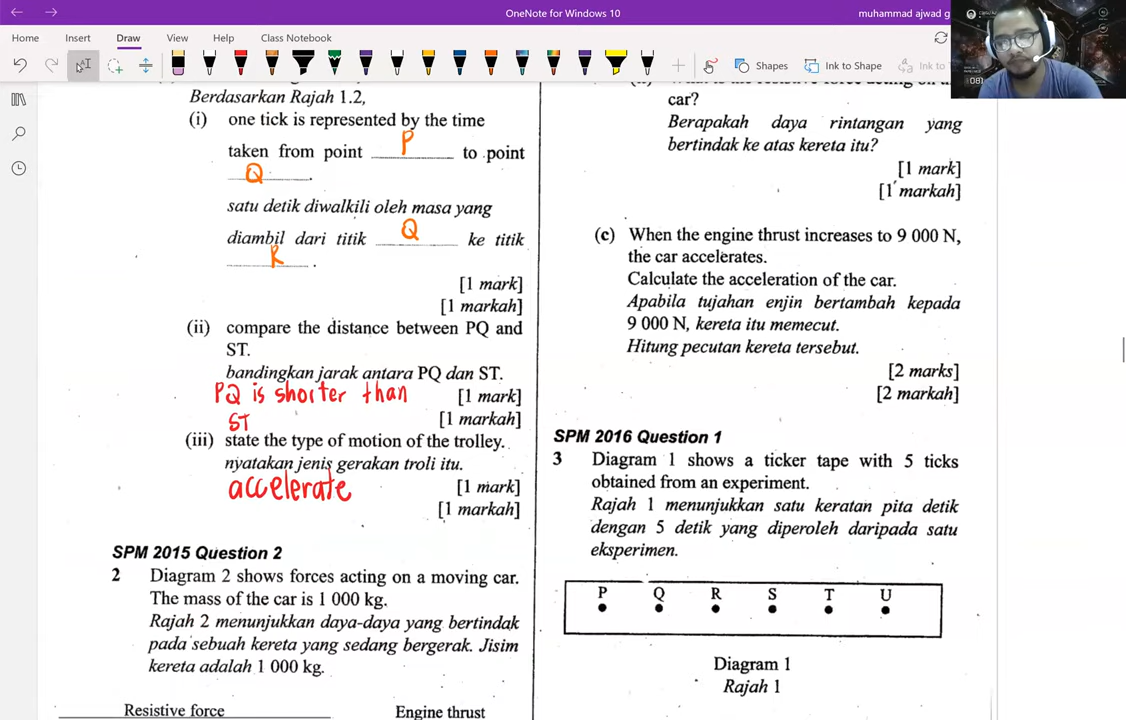 OneNote for Windows 10
muhammad ajwad g
Home Insert Draw View Help Class Notebook
Shapes Ink to Shape Ink to
Berdasarkan Rajah 1.2,
(i) one tick is represented by the time
taken from point P to point
Q.
satu detik diwalkili oleh masa yang
diambil dari titik Q ke titik
R.
[1 mark]
[1 markah]
(ii) compare the distance between PQ and
ST.
bandingkan jarak antara PQ dan ST.
PQ is shorter than [1 mark]
ST [1 markah]
(iii) state the type of motion of the trolley.
nyatakan jenis gerakan troli itu.
accelerate [1 mark]
[1 markah]
SPM 2015 Question 2
2 Diagram 2 shows forces acting on a moving car.
The mass of the car is 1 000 kg.
Rajah 2 menunjukkan daya-daya yang bertindak
pada sebuah kereta yang sedang bergerak. Jisim
kereta adalah 1 000 kg.
Resistive force Engine thrust
car?
Berapakah daya rintangan yang
bertindak ke atas kereta itu?
[1 mark]
[1 markah]
(c) When the engine thrust increases to 9 000 N,
the car accelerates.
Calculate the acceleration of the car.
Apabila tujahan enjin bertambah kepada
9 000 N, kereta itu memecut.
Hitung pecutan kereta tersebut.
[2 marks]
[2 markah]
SPM 2016 Question 1
3 Diagram 1 shows a ticker tape with 5 ticks
obtained from an experiment.
Rajah 1 menunjukkan satu keratan pita detik
dengan 5 detik yang diperoleh daripada satu
eksperimen.
P Q R S T U
Diagram 1
Rajah 1